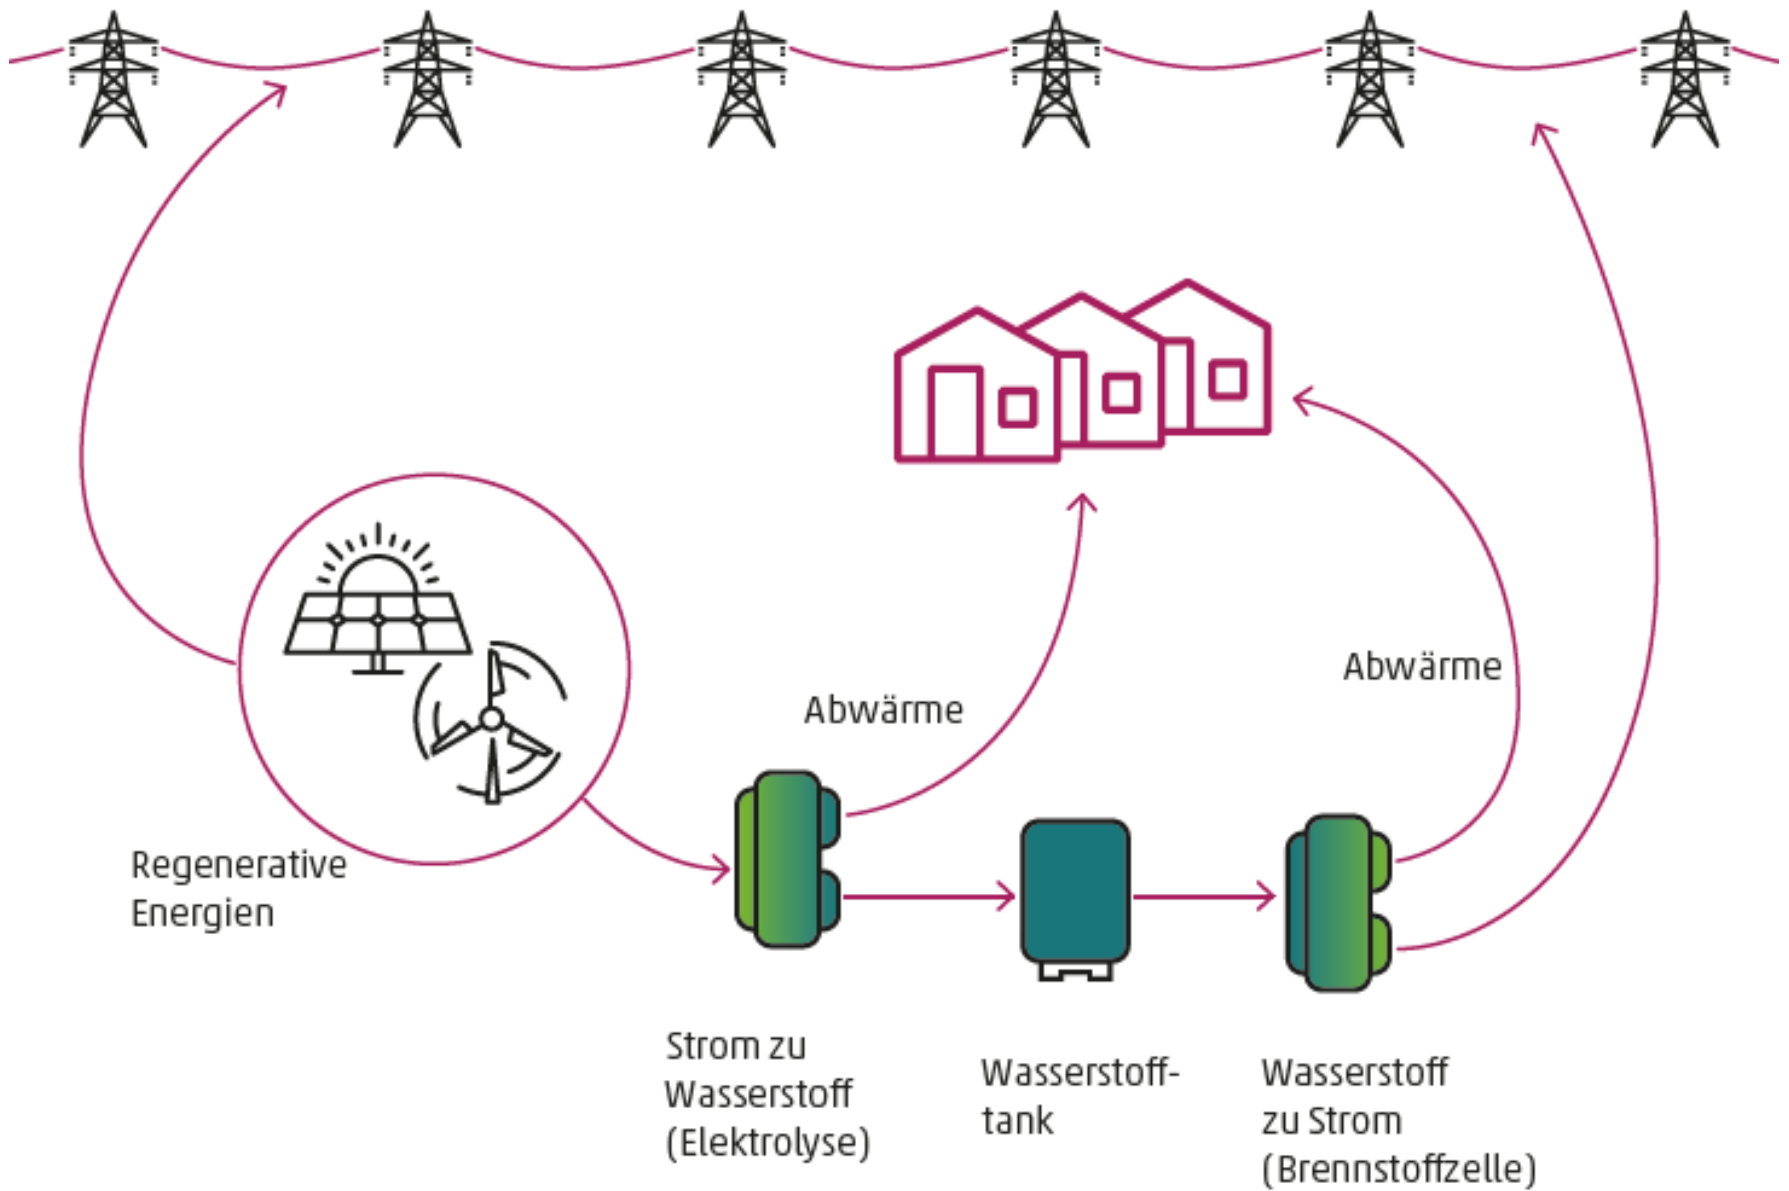 Abwärme
Abwärme
Regenerative
Energien
Strom zu
Wasserstoff
(Elektrolyse)
Wasserstoff-
tank
Wasserstoff
zu Strom
(Brennstoffzelle)